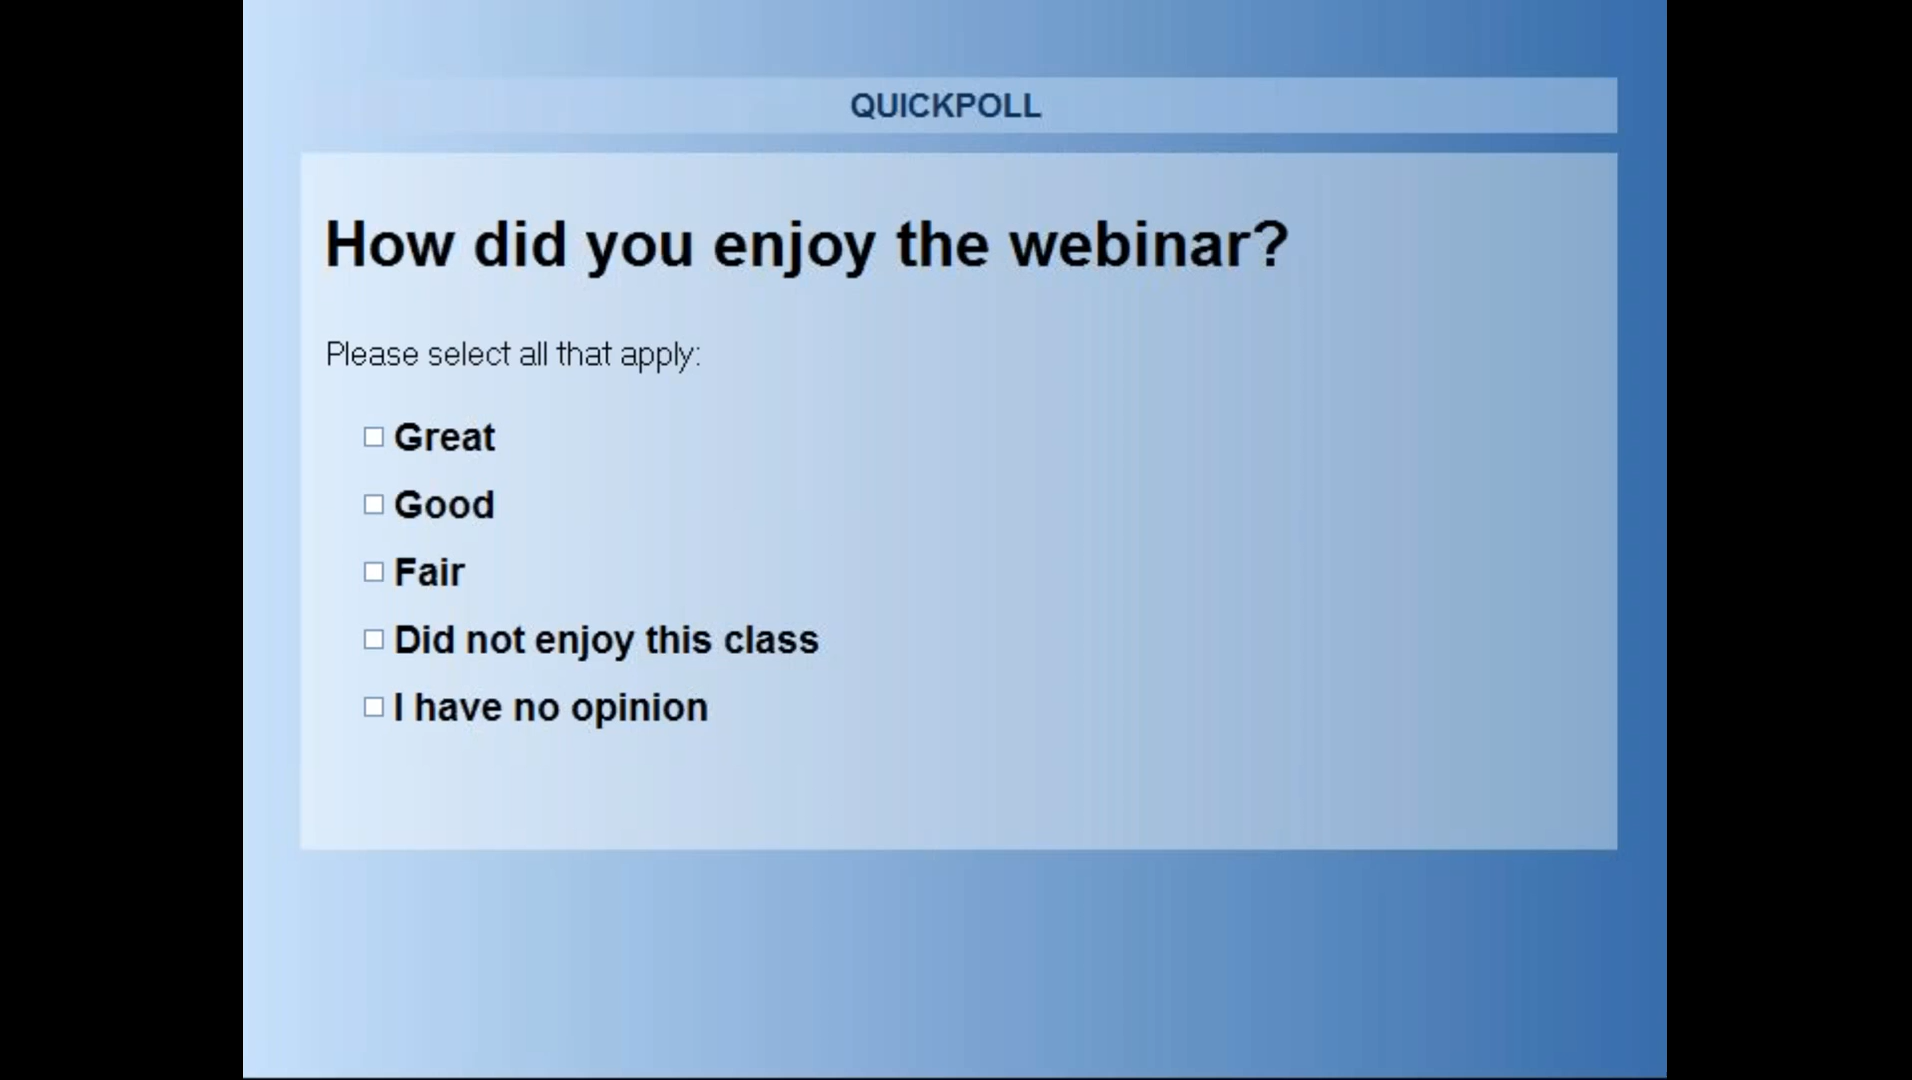 QUICKPOLL
How did you enjoy the webinar?
Please select all that apply:
Great
Good
Fair
Did not enjoy this class
I have no opinion